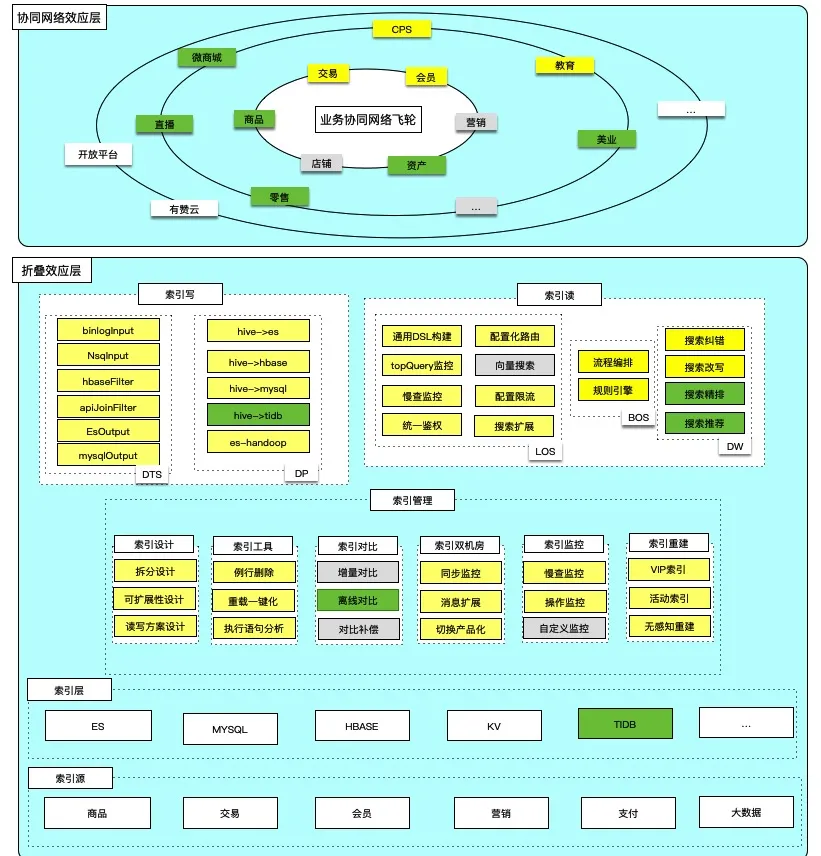 协同网络效应层
CPS
微商城
教育
交易
会员
...
商品
业务协同网络飞轮
营销
直播
美业
开放平台
店铺
资产
零售
有赞云
...
折叠效应层
索引写
binlogInput
NsqInput
hbaseFilter
apiJoinFilter
EsOutput
mysqlOutput
DTS
hive->es
hive->hbase
hive->mysql
hive->tidb
es-handoop
DP
索引读
通用DSL构建
配置化路由
topQuery监控
向量搜索
慢查监控
配置限流
统一鉴权
搜索扩展
LOS
流程编排
规则引擎
BOS
搜索纠错
搜索改写
搜索精排
搜索推荐
DW
索引管理
索引设计
拆分设计
可扩展性设计
读写方案设计
索引工具
例行删除
重载一键化
执行语句分析
索引对比
增量对比
离线对比
对比补偿
索引双机房
同步监控
消息扩展
切换产品化
索引监控
慢查监控
操作监控
自定义监控
索引重建
VIP索引
活动索引
无感知重建
索引层
ES
MYSQL
HBASE
KV
TIDB
...
索引源
商品
交易
会员
营销
支付
大数据